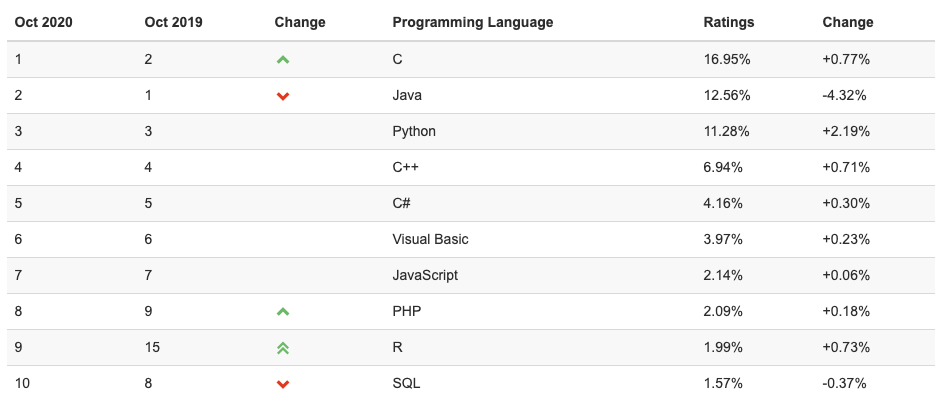 Oct 2020 Oct 2019 Change Programming Language Ratings Change
1 2 C 16.95% +0.77%
2 1 Java 12.56% -4.32%
3 3 Python 11.28% +2.19%
4 4 C++ 6.94% +0.71%
5 5 C# 4.16% +0.30%
6 6 Visual Basic 3.97% +0.23%
7 7 JavaScript 2.14% +0.06%
8 9 PHP 2.09% +0.18%
9 15 R 1.99% +0.73%
10 8 SQL 1.57% -0.37%